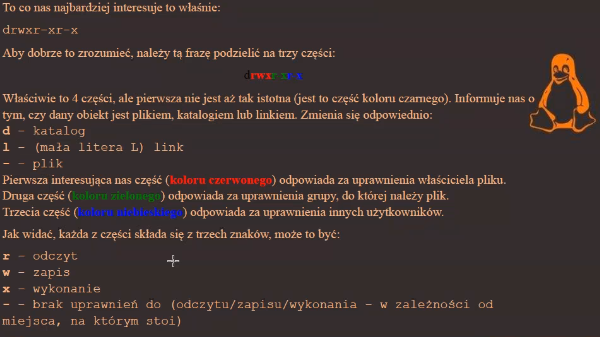 To co nas najbardziej interesuje to właśnie:
drwxr-xr-x
Aby dobrze to zrozumieć, należy tą frazę podzielić na trzy części:
drwxr-xr-x
Właściwie to 4 części, ale pierwsza nie jest aż tak istotna (jest to część koloru czarnego). Informuje nas o
tym, czy dany obiekt jest plikiem, katalogiem lub linkiem. Zmienia się odpowiednio:
d - katalog
l - (mała litera L) link
- - plik
Pierwsza interesująca nas część (koloru czerwonego) odpowiada za uprawnienia właściciela pliku.
Druga część (koloru zielonego) odpowiada za uprawnienia grupy, do której należy plik.
Trzecia część (koloru niebieskiego) odpowiada za uprawnienia innych użytkowników.
Jak widać, każda z części składa się z trzech znaków, może to być:
r - odczyt
w - zapis
x - wykonanie
- - brak uprawnień do (odczytu/zapisu/wykonania - w zależności od
miejsca, na którym stoi)